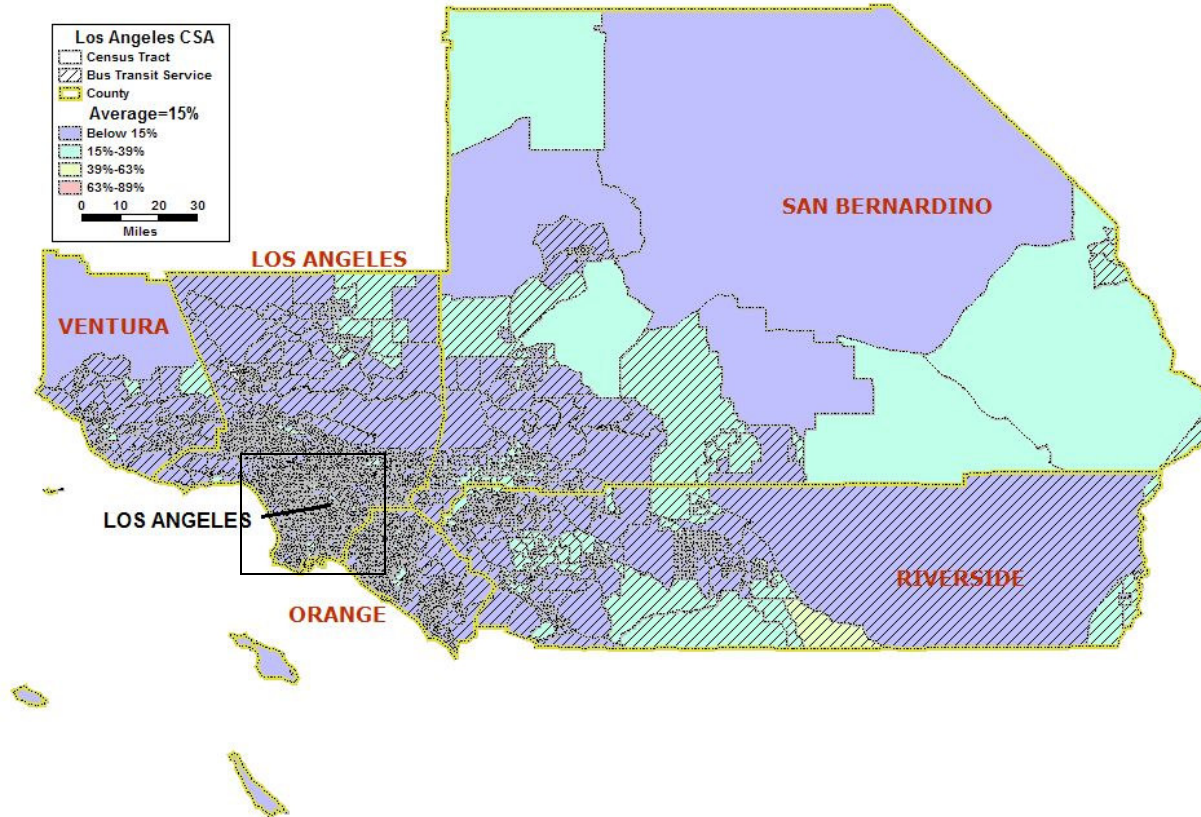 Los Angeles CSA
Census Tract
Bus Transit Service
County
Average=15%
Below 15%
15%-39%
39%-63%
63%-89%
0 10 20 30
Miles
SAN BERNARDINO
LOS ANGELES
VENTURA
LOS ANGELES
RIVERSIDE
ORANGE